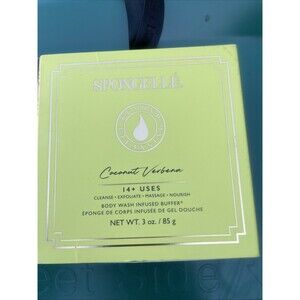 SPONGELLÉ
Coconut Verbena
14+ USES
CLEANSE • EXFOLIATE • MASSAGE • NOURISH
BODY WASH INFUSED BUFFER®
ÉPONGE DE CORPS INFUSÉE DE GEL DOUCHE
NET WT. 3 oz. / 85 g